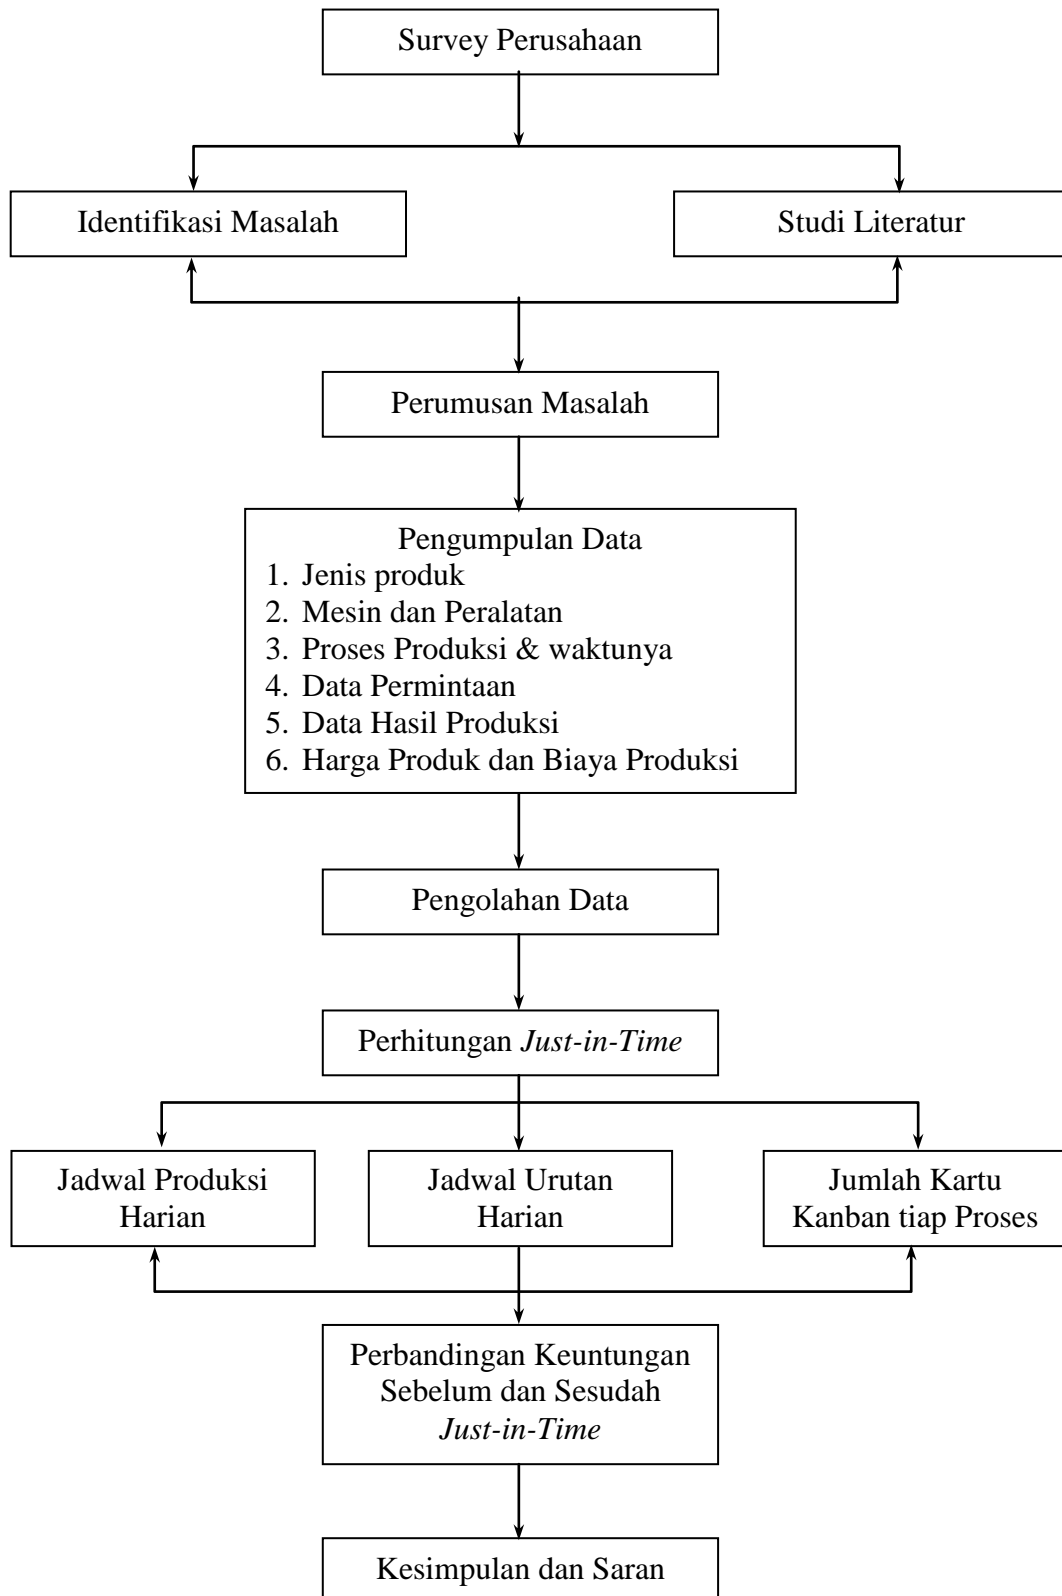 Survey Perusahaan
Identifikasi Masalah
Studi Literatur
Perumusan Masalah
Pengumpulan Data
1. Jenis produk
2. Mesin dan Peralatan
3. Proses Produksi & waktunya
4. Data Permintaan
5. Data Hasil Produksi
6. Harga Produk dan Biaya Produksi
Pengolahan Data
Perhitungan Just-in-Time
Jadwal Produksi
Harian
Jadwal Urutan
Harian
Jumlah Kartu
Kanban tiap Proses
Perbandingan Keuntungan
Sebelum dan Sesudah
Just-in-Time
Kesimpulan dan Saran